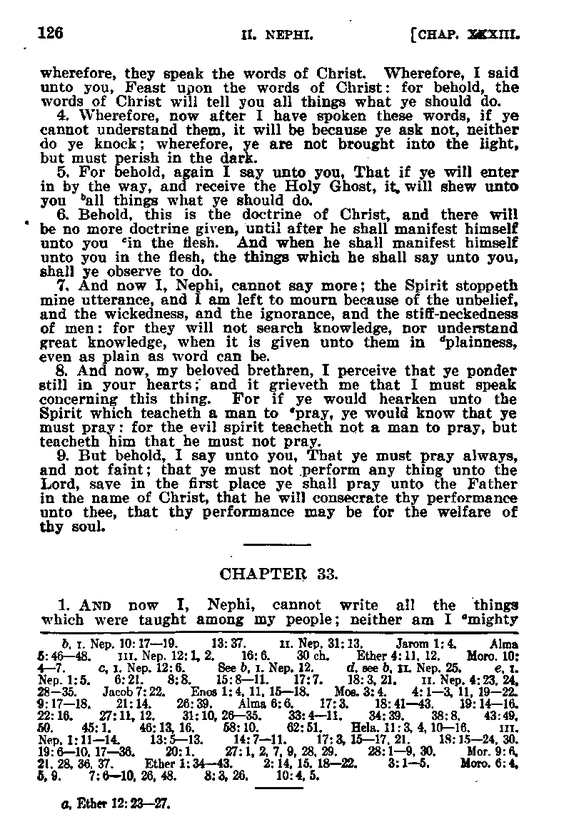 126 II. NEPHI. [CHAP. XXXIII.
wherefore, they speak the words of Christ. Wherefore, I said
unto you, Feast upon the words of Christ: for behold, the
words of Christ will tell you all things what ye should do.
4. Wherefore, now after I have spoken these words, if ye
cannot understand them, it will be because ye ask not, neither
do ye knock; wherefore, ye are not brought into the light,
but must perish in the dark.
5. For behold, again I say unto you, That if ye will enter
in by the way, and receive the Holy Ghost, it will shew unto
you ᵇall things what ye should do.
6. Behold, this is the doctrine of Christ, and there will
be no more doctrine given, until after he shall manifest himself
unto you ᶜin the flesh. And when he shall manifest himself
unto you in the flesh, the things which he shall say unto you,
shall ye observe to do.
7. And now I, Nephi, cannot say more; the Spirit stoppeth
mine utterance, and I am left to mourn because of the unbelief,
and the wickedness, and the ignorance, and the stiff-neckedness
of men: for they will not search knowledge, nor understand
great knowledge, when it is given unto them in ᵈplainness,
even as plain as word can be.
8. And now, my beloved brethren, I perceive that ye ponder
still in your hearts; and it grieveth me that I must speak
concerning this thing. For if ye would hearken unto the
Spirit which teacheth a man to ᵉpray, ye would know that ye
must pray: for the evil spirit teacheth not a man to pray, but
teacheth him that he must not pray.
9. But behold, I say unto you, That ye must pray always,
and not faint; that ye must not perform any thing unto the
Lord, save in the first place ye shall pray unto the Father
in the name of Christ, that he will consecrate thy performance
unto thee, that thy performance may be for the welfare of
thy soul.
CHAPTER 33.
1. AND now I, Nephi, cannot write all the things
which were taught among my people; neither am I ᵃmighty
b, I. Nep. 10:17—19. 13:37. II. Nep. 31:13. Jarom 1:4. Alma
5:46—48. III. Nep. 12:1, 2. 16:6. 30 ch. Ether 4:11, 12. Moro. 10:
4—7. c, I. Nep. 12:6. See b, I. Nep. 12. d, see b, II. Nep. 25. e, I.
Nep. 1:5. 6:21. 8:8. 15:8—11. 17:7. 18:3, 21. II. Nep. 4:23, 24,
28—35. Jacob 7:22. Enos 1:4, 11, 15—18. Mos. 3:4. 4:1—3, 11, 19—22.
9:17—18. 21:14. 26:39. Alma 6:6. 17:3. 18:41—43. 19:14—16.
22:16. 27:11, 12. 31:10, 26—35. 33:4—11. 34:39. 38:8. 43:49,
50. 45:1. 46:13, 16. 58:10. 62:51. Hela. 11:3, 4, 10—16. III.
Nep. 1:11—14. 13:5—13. 14:7—11. 17:3, 15—17, 21. 18:15—24, 30.
19:6—10, 17—36. 20:1. 27:1, 2, 7, 9, 28, 29. 28:1—9, 30. Mor. 9:6,
21, 28, 36, 37. Ether 1:34—43. 2:14, 15, 18—22. 3:1—5. Moro. 6:4,
5, 9. 7:6—10, 26, 48. 8:3, 26. 10:4, 5.
a, Ether 12:23—27.